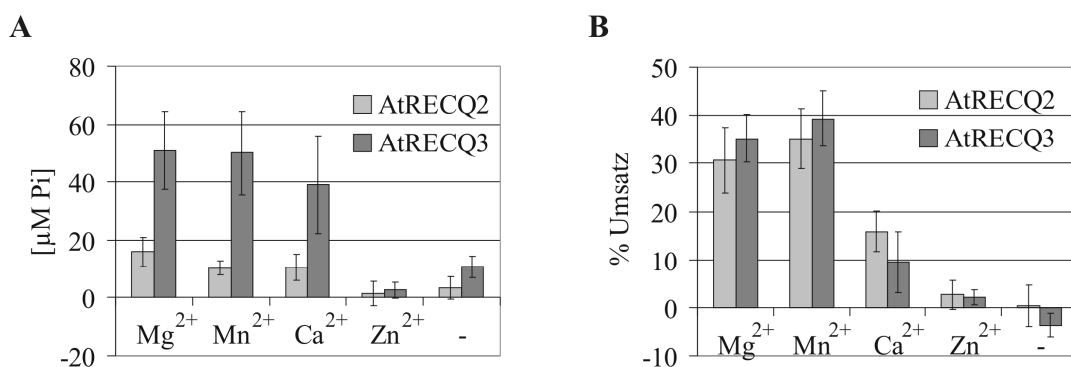 A
80
60
40
20
0
-20
[µM Pi]
AtRECQ2
AtRECQ3
Mg2+ Mn2+ Ca2+ Zn2+ -
B
50
40
30
20
10
0
-10
% Umsatz
AtRECQ2
AtRECQ3
Mg2+ Mn2+ Ca2+ Zn2+ -